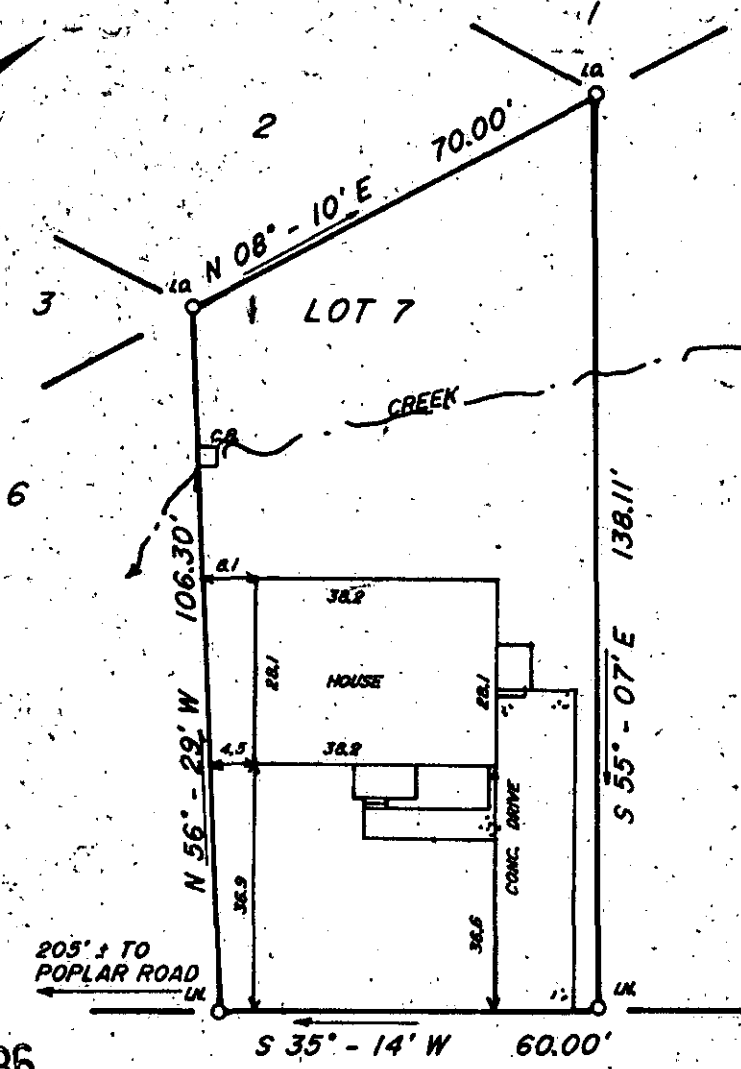 1
I.O.
2
70.00'
N 08° - 10' E
I.O.
3
LOT 7
CREEK
C.B.
6
138.11'
106.30'
8.1
38.2
28.1
HOUSE
28.1
S 55° - 07' E
4.5
38.2
N 56° - 29' W
CONC. DRIVE
36.9
36.6
205' ± TO
POPLAR ROAD
I.N.
I.N.
S 35° - 14' W 60.00'